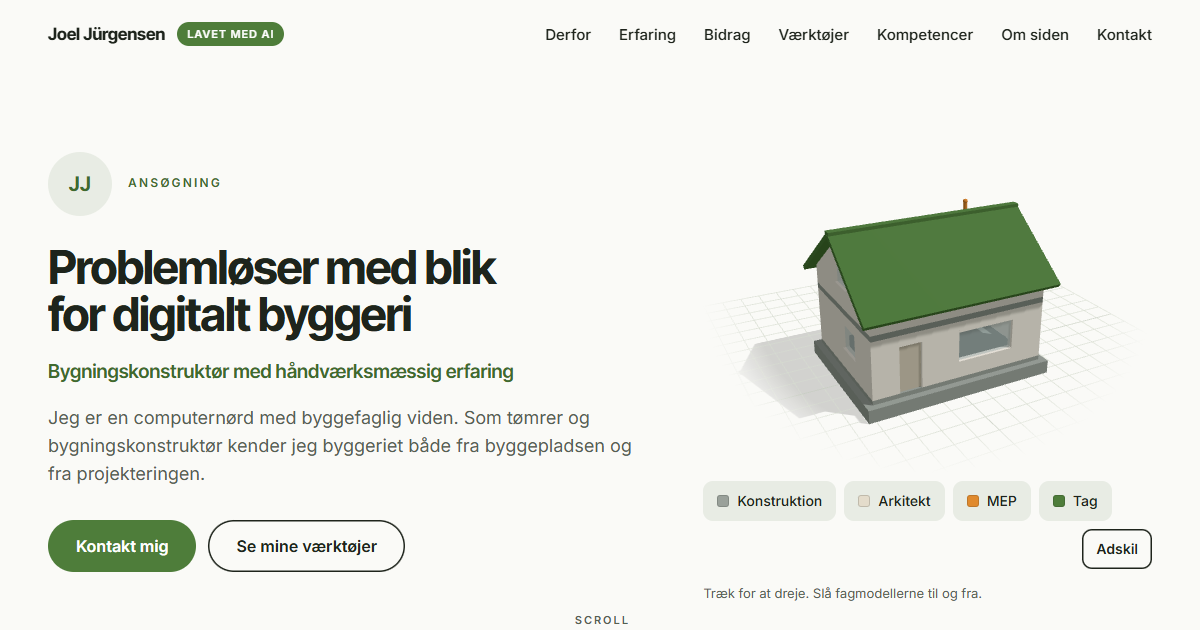 Joel Jürgensen
LAVET MED AI
Derfor
Erfaring
Bidrag
Værktøjer
Kompetencer
Om siden
Kontakt
JJ
ANSØGNING
Problemløser med blik
for digitalt byggeri
Bygningskonstruktør med håndværksmæssig erfaring
Jeg er en computernørd med byggefaglig viden. Som tømrer og
bygningskonstruktør kender jeg byggeriet både fra byggepladsen og
fra projekteringen.
Kontakt mig
Se mine værktøjer
Konstruktion
Arkitekt
MEP
Tag
Adskil
Træk for at dreje. Slå fagmodellerne til og fra.
SCROLL